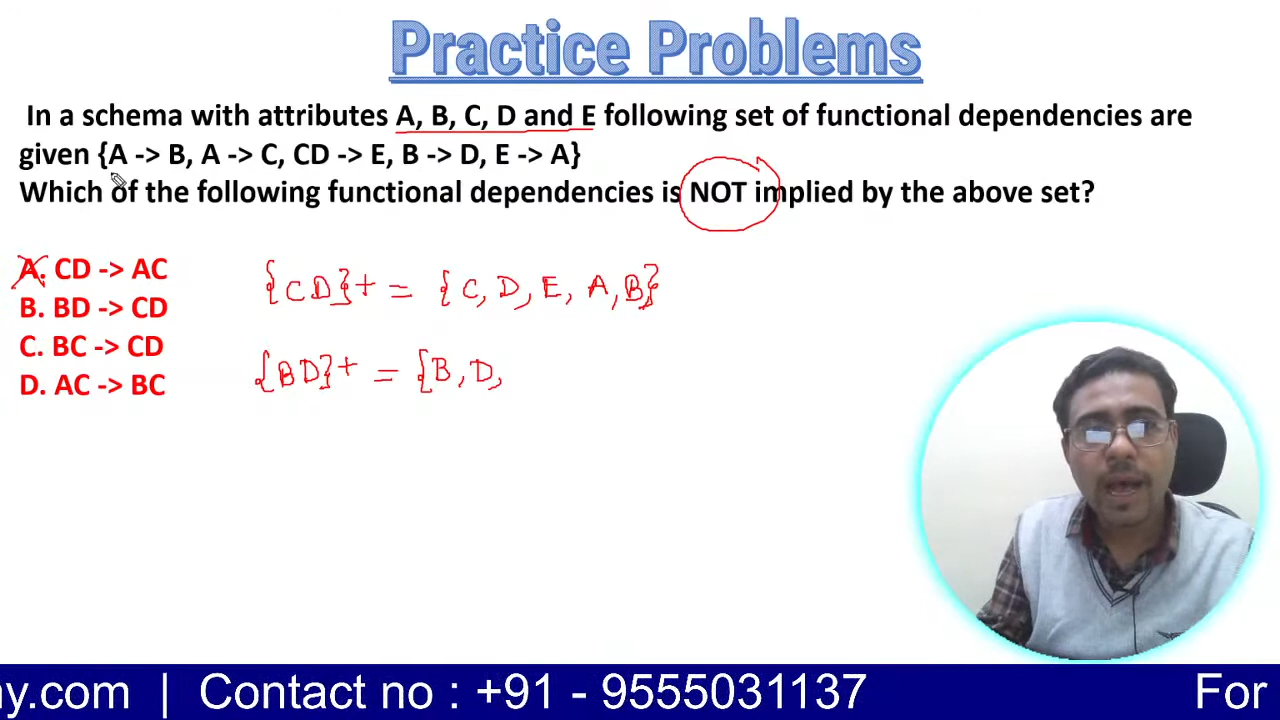 Practice Problems
In a schema with attributes A, B, C, D and E following set of functional dependencies are
given {A -> B, A -> C, CD -> E, B -> D, E -> A}
Which of the following functional dependencies is NOT implied by the above set?
A. CD -> AC
{CD}+ = {C, D, E, A, B}
B. BD -> CD
C. BC -> CD
{BD}+ = {B, D,
D. AC -> BC
ny.com | Contact no : +91 - 9555031137 For